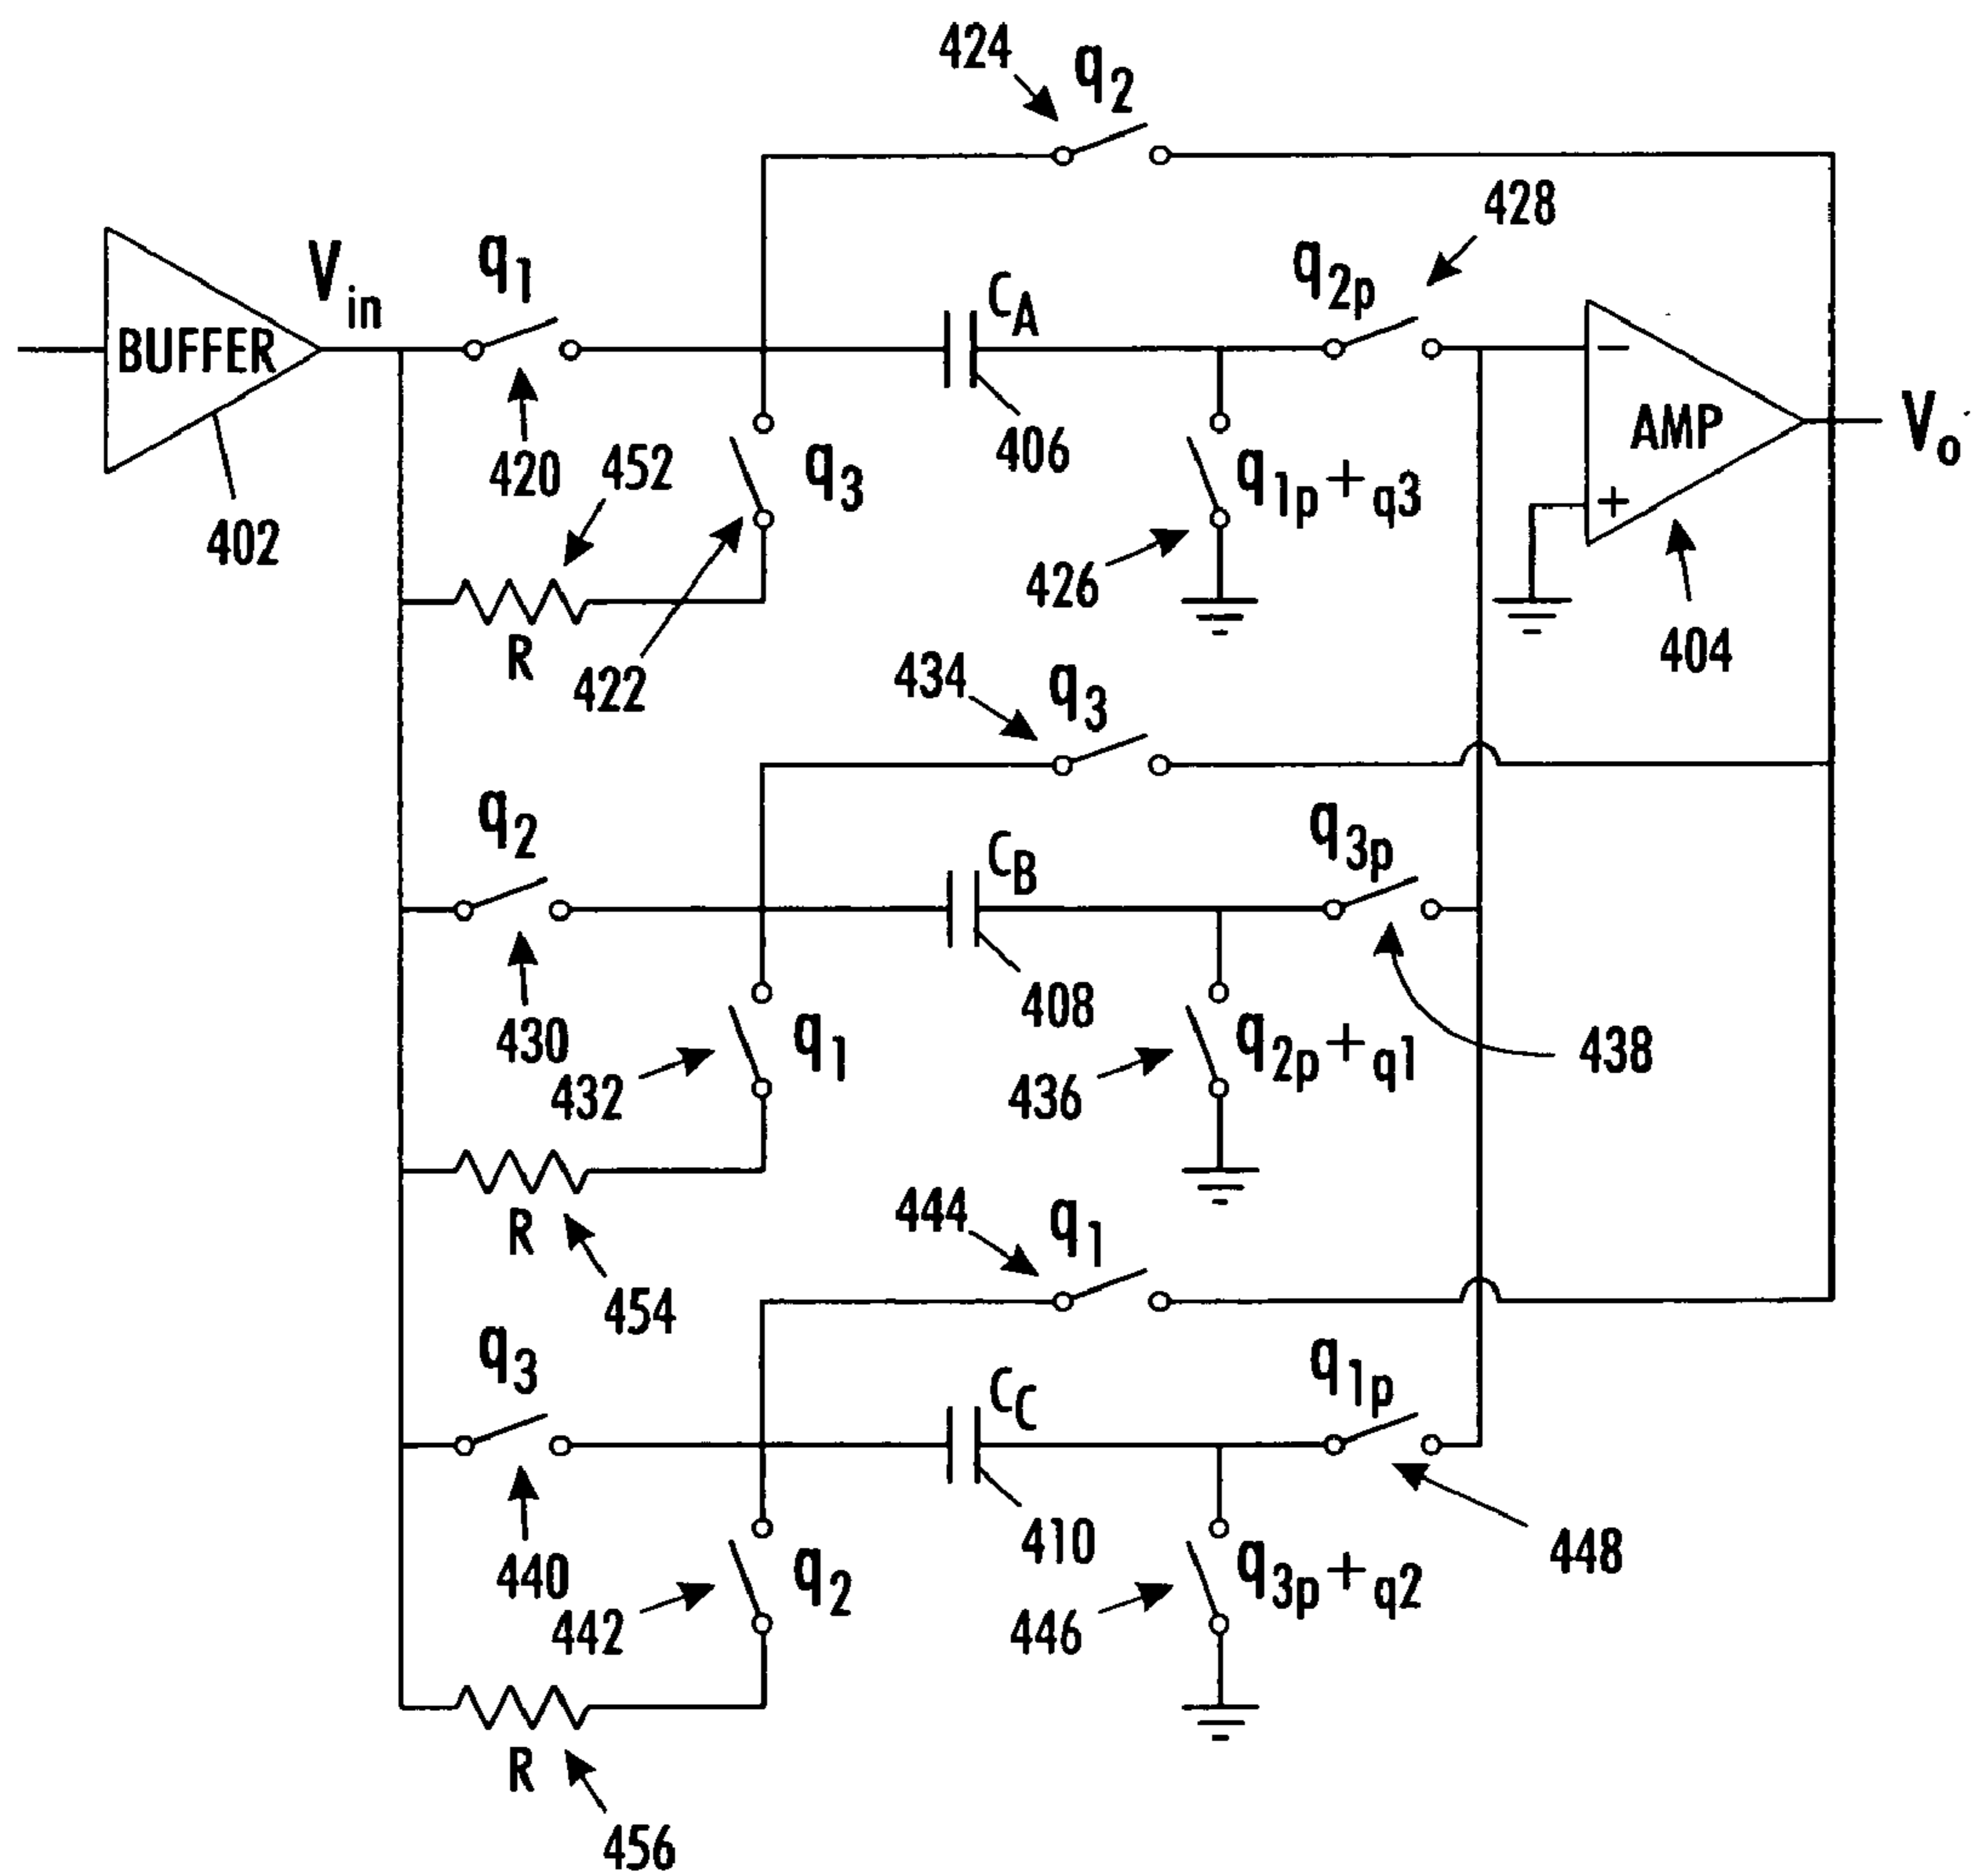 424
q2
428
Vin
q1
q2p
CA
BUFFER
−
AMP
Vo
406
420
452
q3
q1p+q3
+
402
426
422
R
404
434
q3
q2
CB
q3p
430
408
q1
q2p+q1
438
432
436
R
444
q1
454
q3
CC
q1p
440
410
q2
q3p+q2
448
442
446
R
456